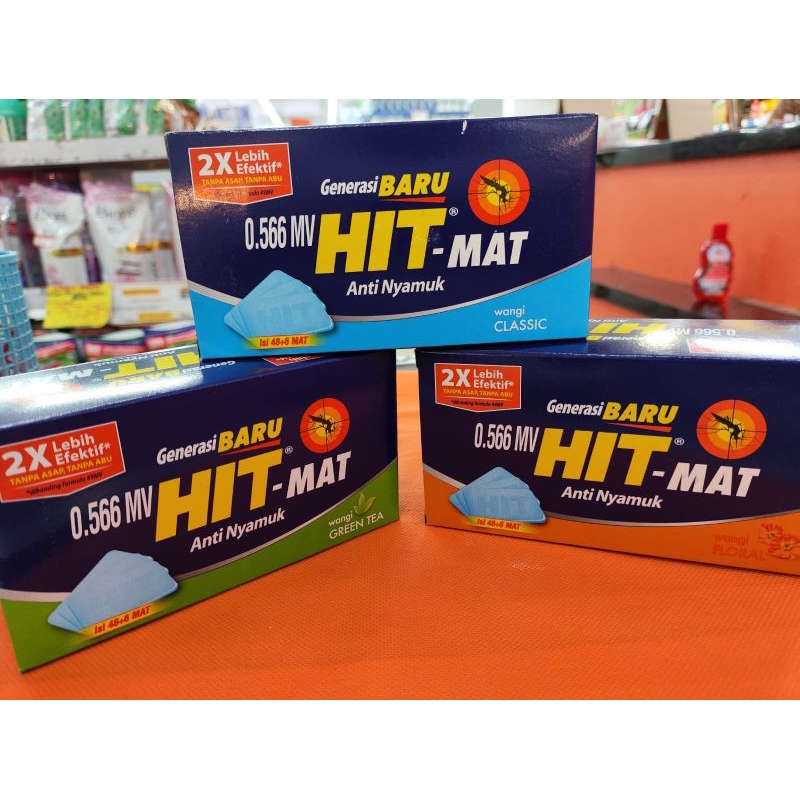 2X Lebih Efektif*
TANPA ASAP, TANPA ABU
Generasi BARU
0.566 MV HIT®-MAT
Anti Nyamuk
wangi
CLASSIC
Isi 48+6 MAT
2X Lebih Efektif*
TANPA ASAP, TANPA ABU
*dibanding formula 41MV
Generasi BARU
0.566 MV HIT®-MAT
Anti Nyamuk
wangi
GREEN TEA
Isi 48+6 MAT
2X Lebih Efektif*
TANPA ASAP, TANPA ABU
Generasi BARU
0.566 MV HIT®-MAT
Anti Nyamuk
wangi
FLORAL
Isi 48+6 MAT